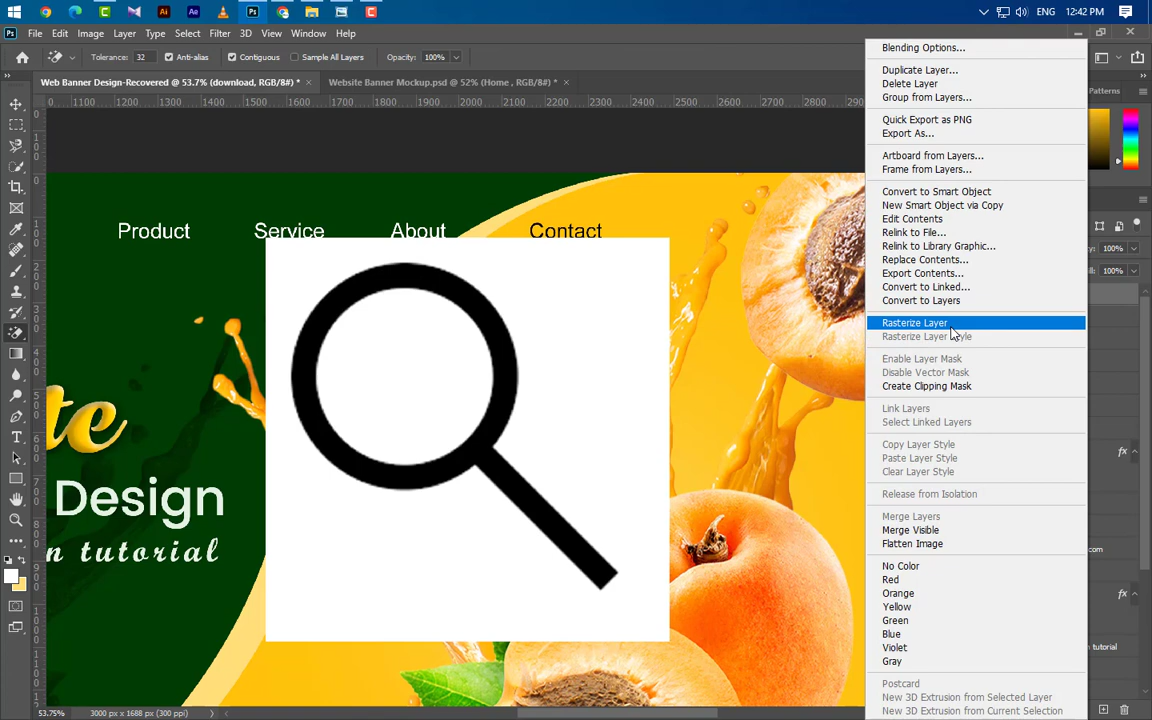 Ps
Ai
Ae
Ps
ENG
12:42 PM
Ps
File Edit Image Layer Type Select Filter 3D View Window Help
Tolerance: 32 Anti-alias Contiguous Sample All Layers Opacity: 100%
Web Banner Design-Recovered @ 53.7% (download, RGB/8#) * ×
Website Banner Mockup.psd @ 52% (Home , RGB/8#) * ×
Patterns
1100 1200 1300 1400 1500 1600 1700 1800 1900 2000 2100 2200 2300 2400 2500 2600 2700 2800
Product Service About Contact
Design
n tutorial
Blending Options...
Duplicate Layer...
Delete Layer
Group from Layers...
Quick Export as PNG
Export As...
Artboard from Layers...
Frame from Layers...
Convert to Smart Object
New Smart Object via Copy
Edit Contents
Relink to File...
Relink to Library Graphic...
Replace Contents...
Export Contents...
Convert to Linked...
Convert to Layers
Rasterize Layer
Rasterize Layer Style
Enable Layer Mask
Disable Vector Mask
Create Clipping Mask
Link Layers
Select Linked Layers
Copy Layer Style
Paste Layer Style
Clear Layer Style
Release from Isolation
Merge Layers
Merge Visible
Flatten Image
No Color
Red
Orange
Yellow
Green
Blue
Violet
Gray
Postcard
New 3D Extrusion from Selected Layer
New 3D Extrusion from Current Selection
100%
100%
fx
com
fx
n tutorial
53.75% 3000 px x 1688 px (300 ppi)